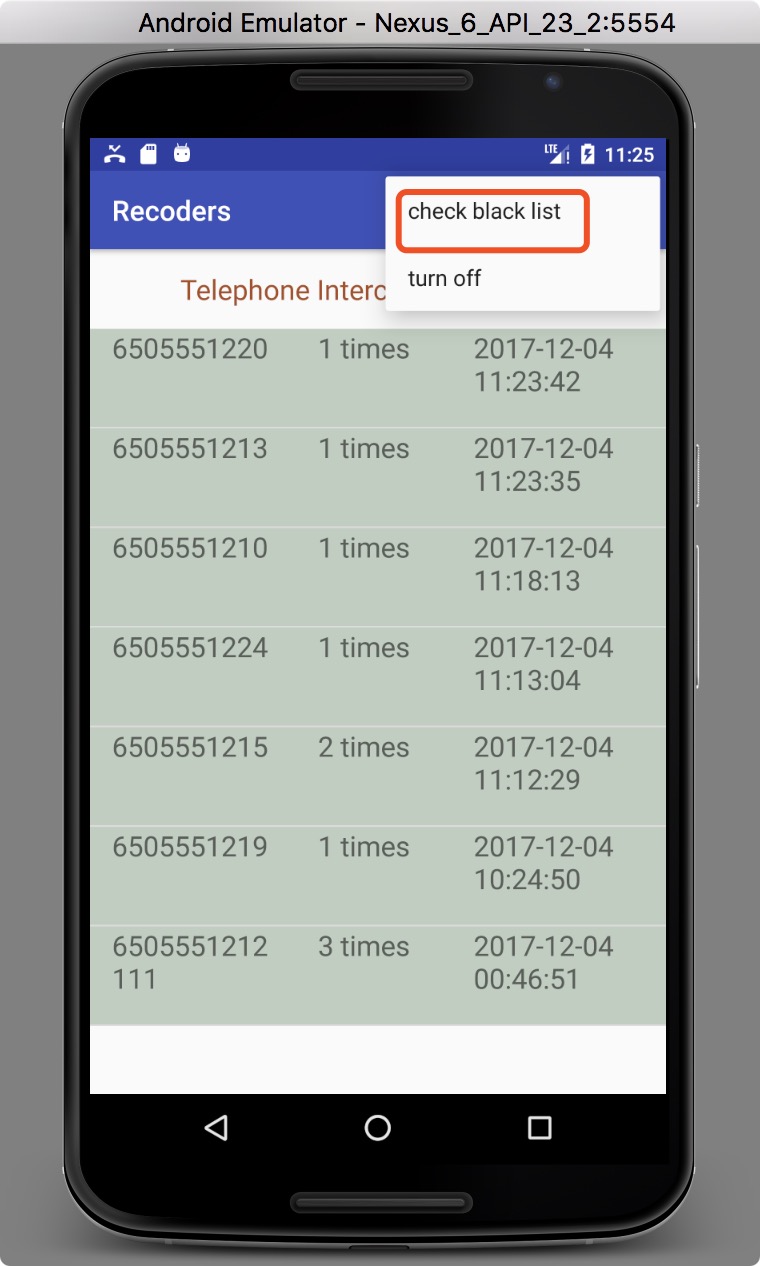 Android Emulator - Nexus_6_API_23_2:5554
LTE 11:25
Recoders
check black list
turn off
Telephone Interc
6505551220 1 times 2017-12-04
11:23:42
6505551213 1 times 2017-12-04
11:23:35
6505551210 1 times 2017-12-04
11:18:13
6505551224 1 times 2017-12-04
11:13:04
6505551215 2 times 2017-12-04
11:12:29
6505551219 1 times 2017-12-04
10:24:50
6505551212 3 times 2017-12-04
111 00:46:51